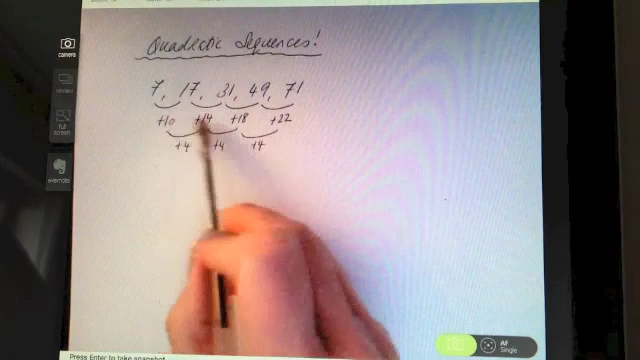 Quadratic Sequences!
7, 17, 31, 49, 71
+10 +14 +18 +22
+4 +4 +4
camera
review
full screen
evernote
AF
Single
Press Enter to take snapshot